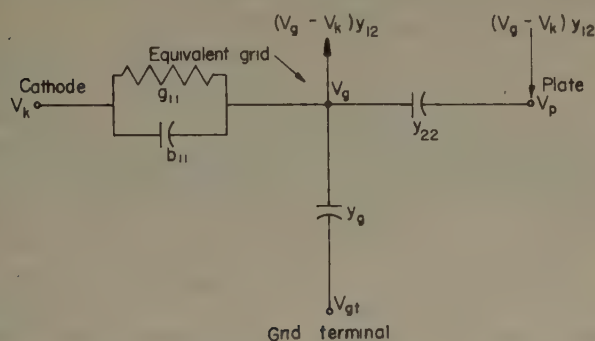 (Vg - Vk) y12
(Vg - Vk) y12
Equivalent grid
Cathode
Vk
g11
b11
Vg
Plate
Vp
y22
yg
Vgt
Grid terminal